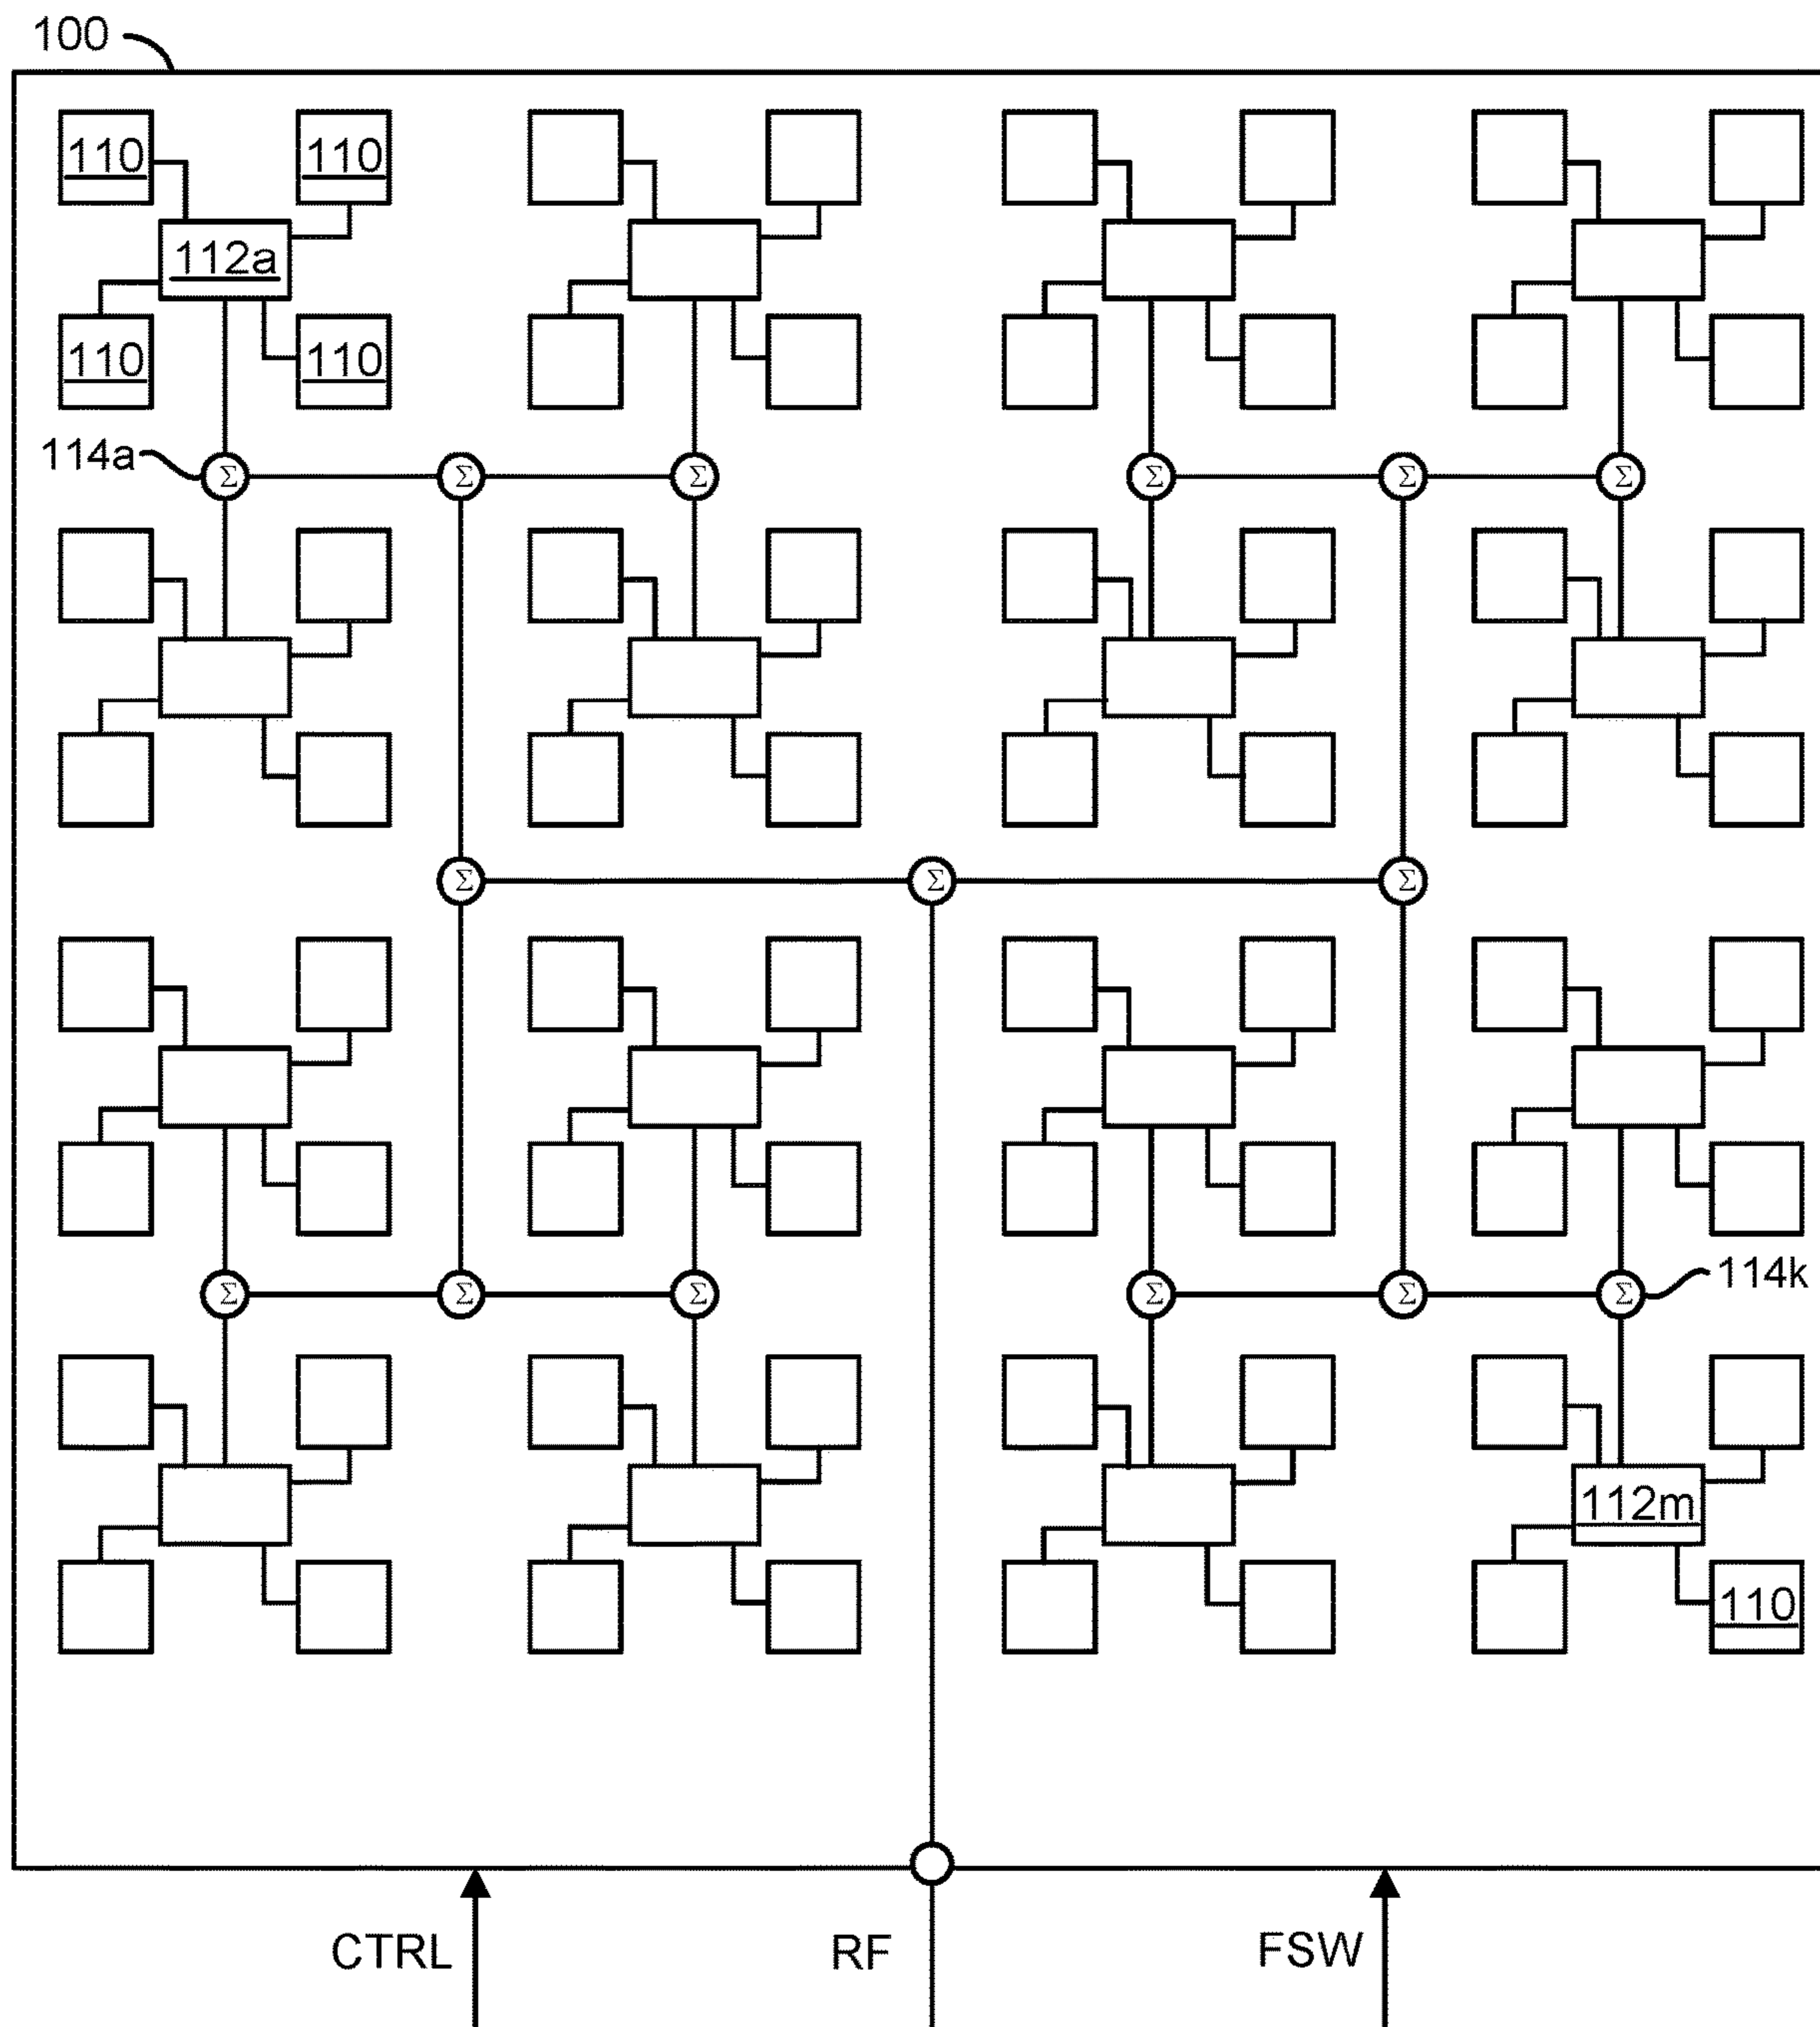 100
110 110
112a
110 110
114a Σ Σ Σ Σ Σ Σ
Σ Σ Σ
Σ Σ Σ Σ Σ Σ 114k
112m
110
CTRL RF FSW